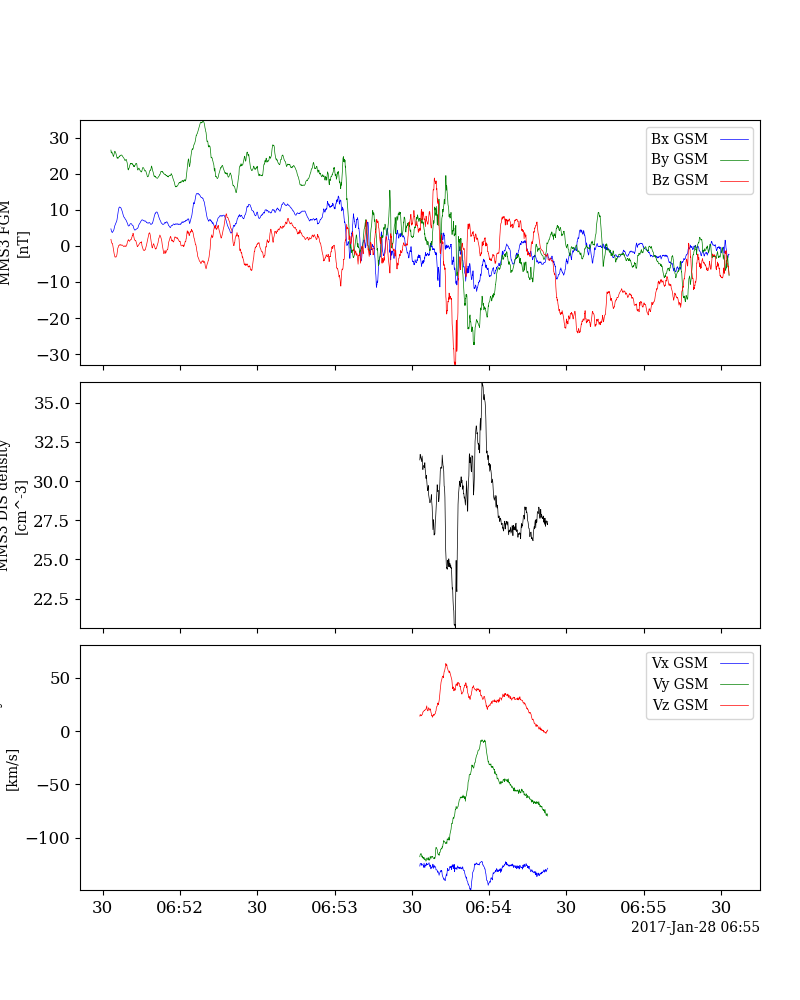 30
20
10
0
−10
−20
−30
MMS3 FGM
[nT]
Bx GSM
By GSM
Bz GSM
35.0
32.5
30.0
27.5
25.0
22.5
MMS3 DIS density
[cm^-3]
50
0
−50
−100
[km/s]
Vx GSM
Vy GSM
Vz GSM
30
06:52
30
06:53
30
06:54
30
06:55
30
2017-Jan-28 06:55